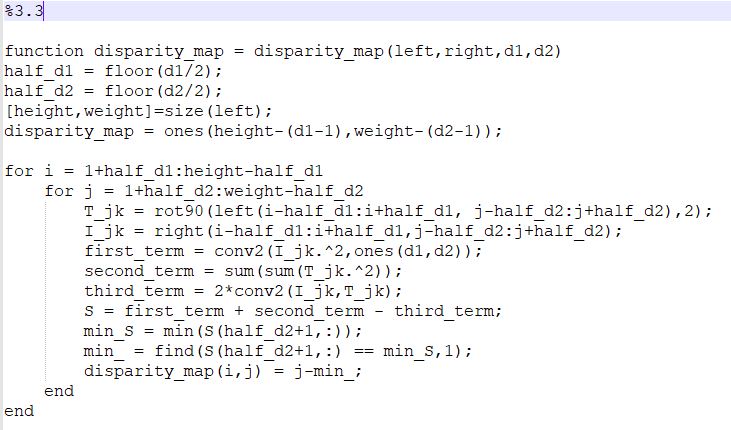 %3.3
function disparity_map = disparity_map(left,right,d1,d2)
half_d1 = floor(d1/2);
half_d2 = floor(d2/2);
[height,weight]=size(left);
disparity_map = ones(height-(d1-1),weight-(d2-1));
for i = 1+half_d1:height-half_d1
for j = 1+half_d2:weight-half_d2
T_jk = rot90(left(i-half_d1:i+half_d1, j-half_d2:j+half_d2),2);
I_jk = right(i-half_d1:i+half_d1,j-half_d2:j+half_d2);
first_term = conv2(I_jk.^2,ones(d1,d2));
second_term = sum(sum(T_jk.^2));
third_term = 2*conv2(I_jk,T_jk);
S = first_term + second_term - third_term;
min_S = min(S(half_d2+1,:));
min_ = find(S(half_d2+1,:) == min_S,1);
disparity_map(i,j) = j-min_;
end
end